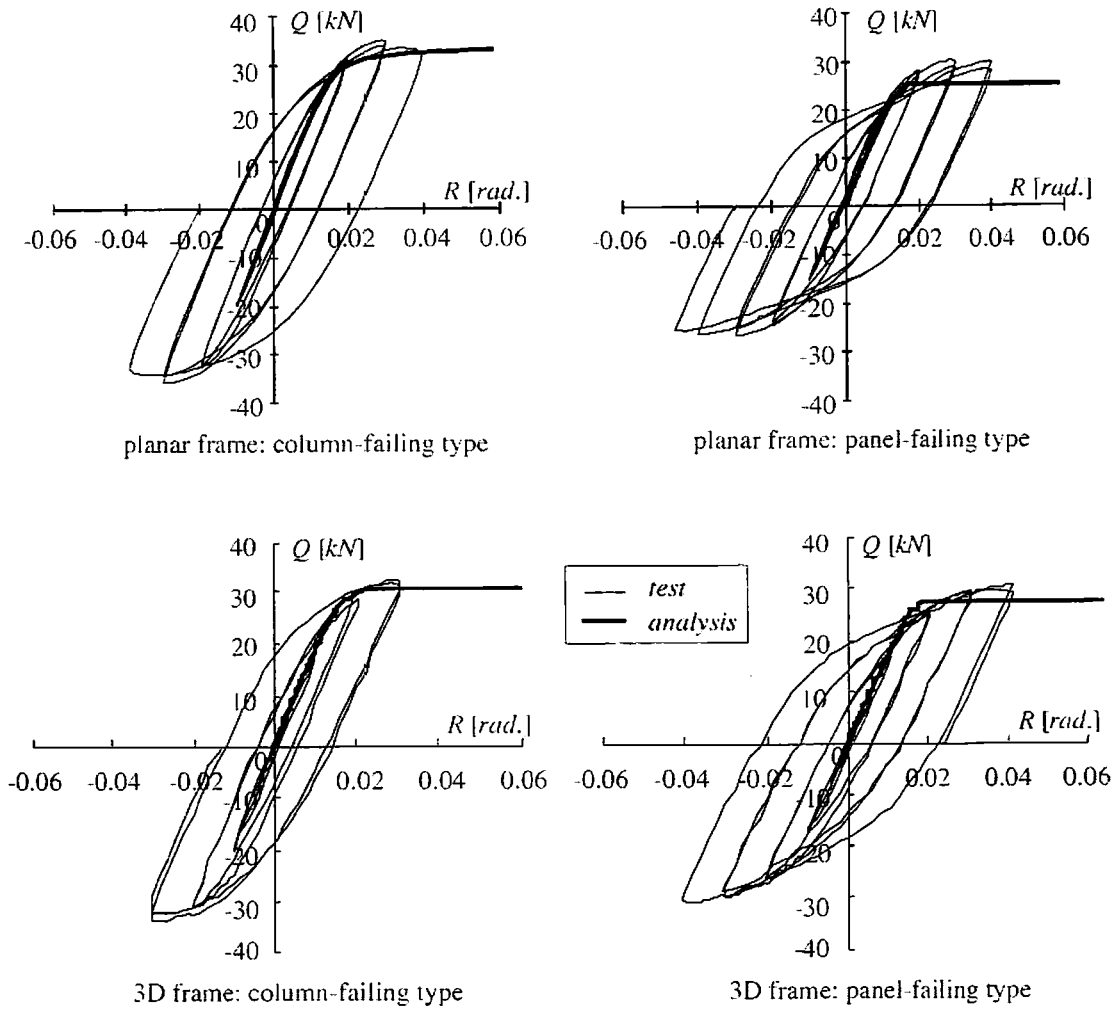 40 Q [kN]
30
20
10
0
R [rad.]
-0.06 -0.04 -0.02 0 0.02 0.04 0.06
-10
-20
-30
-40
planar frame: column-failing type
40 Q [kN]
30
20
10
0
R [rad.]
-0.06 -0.04 -0.02 0.02 0.04 0.06
-10
-20
-30
-40
planar frame: panel-failing type
40 Q [kN]
30
20
10
R [rad.]
-0.06 -0.04 -0.02 0 0.02 0.04 0.06
-10
-20
-30
-40
3D frame: column-failing type
test
analysis
40 Q [kN]
30
20
10
R [rad.]
-0.06 -0.04 -0.02 0 0.02 0.04 0.06
-10
-20
-30
-40
3D frame: panel-failing type